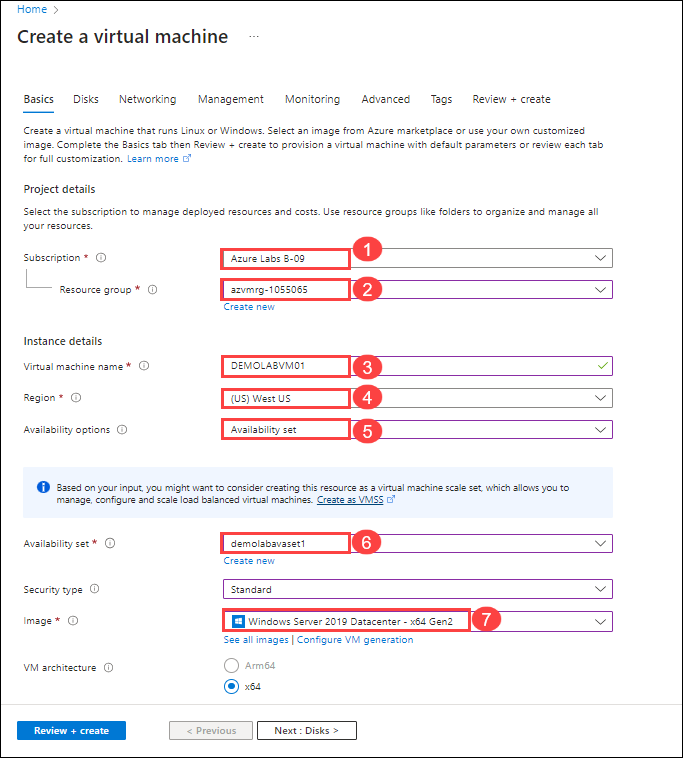 Home >
Create a virtual machine ...
Basics Disks Networking Management Monitoring Advanced Tags Review + create
Create a virtual machine that runs Linux or Windows. Select an image from Azure marketplace or use your own customized
image. Complete the Basics tab then Review + create to provision a virtual machine with default parameters or review each tab
for full customization. Learn more
Project details
Select the subscription to manage deployed resources and costs. Use resource groups like folders to organize and manage all
your resources.
Subscription * Azure Labs B-09 1
Resource group * azvmrg-1055065 2
Create new
Instance details
Virtual machine name * DEMOLABVM01 3
Region * (US) West US 4
Availability options Availability set 5
Based on your input, you might want to consider creating this resource as a virtual machine scale set, which allows you to
manage, configure and scale load balanced virtual machines. Create as VMSS
Availability set * demolabavaset1 6
Create new
Security type Standard
Image * Windows Server 2019 Datacenter - x64 Gen2 7
See all images | Configure VM generation
VM architecture Arm64
x64
Review + create < Previous Next : Disks >